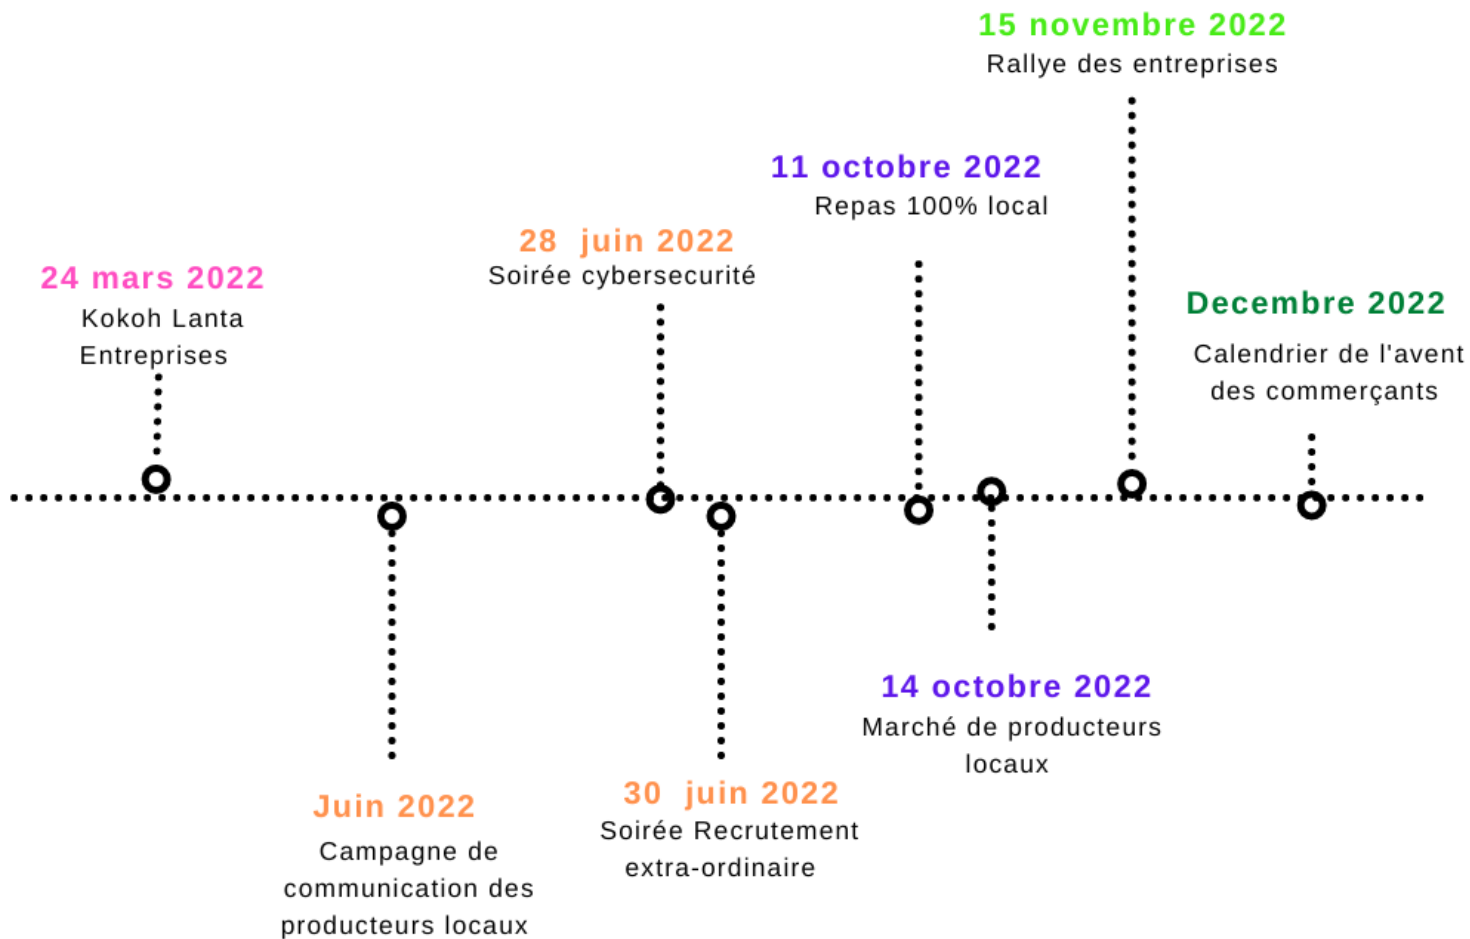 24 mars 2022
Kokoh Lanta
Entreprises
Juin 2022
Campagne de
communication des
producteurs locaux
28 juin 2022
Soirée cybersecurité
30 juin 2022
Soirée Recrutement
extra-ordinaire
11 octobre 2022
Repas 100% local
14 octobre 2022
Marché de producteurs
locaux
15 novembre 2022
Rallye des entreprises
Decembre 2022
Calendrier de l'avent
des commerçants